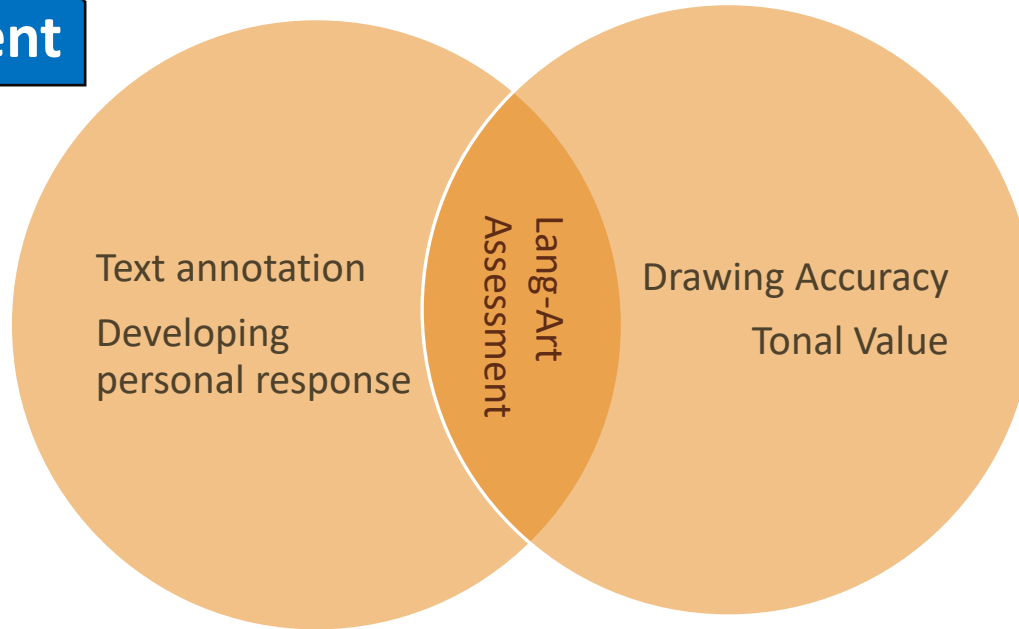 ent
Text annotation
Developing
personal response
Lang-Art
Assessment
Drawing Accuracy
Tonal Value